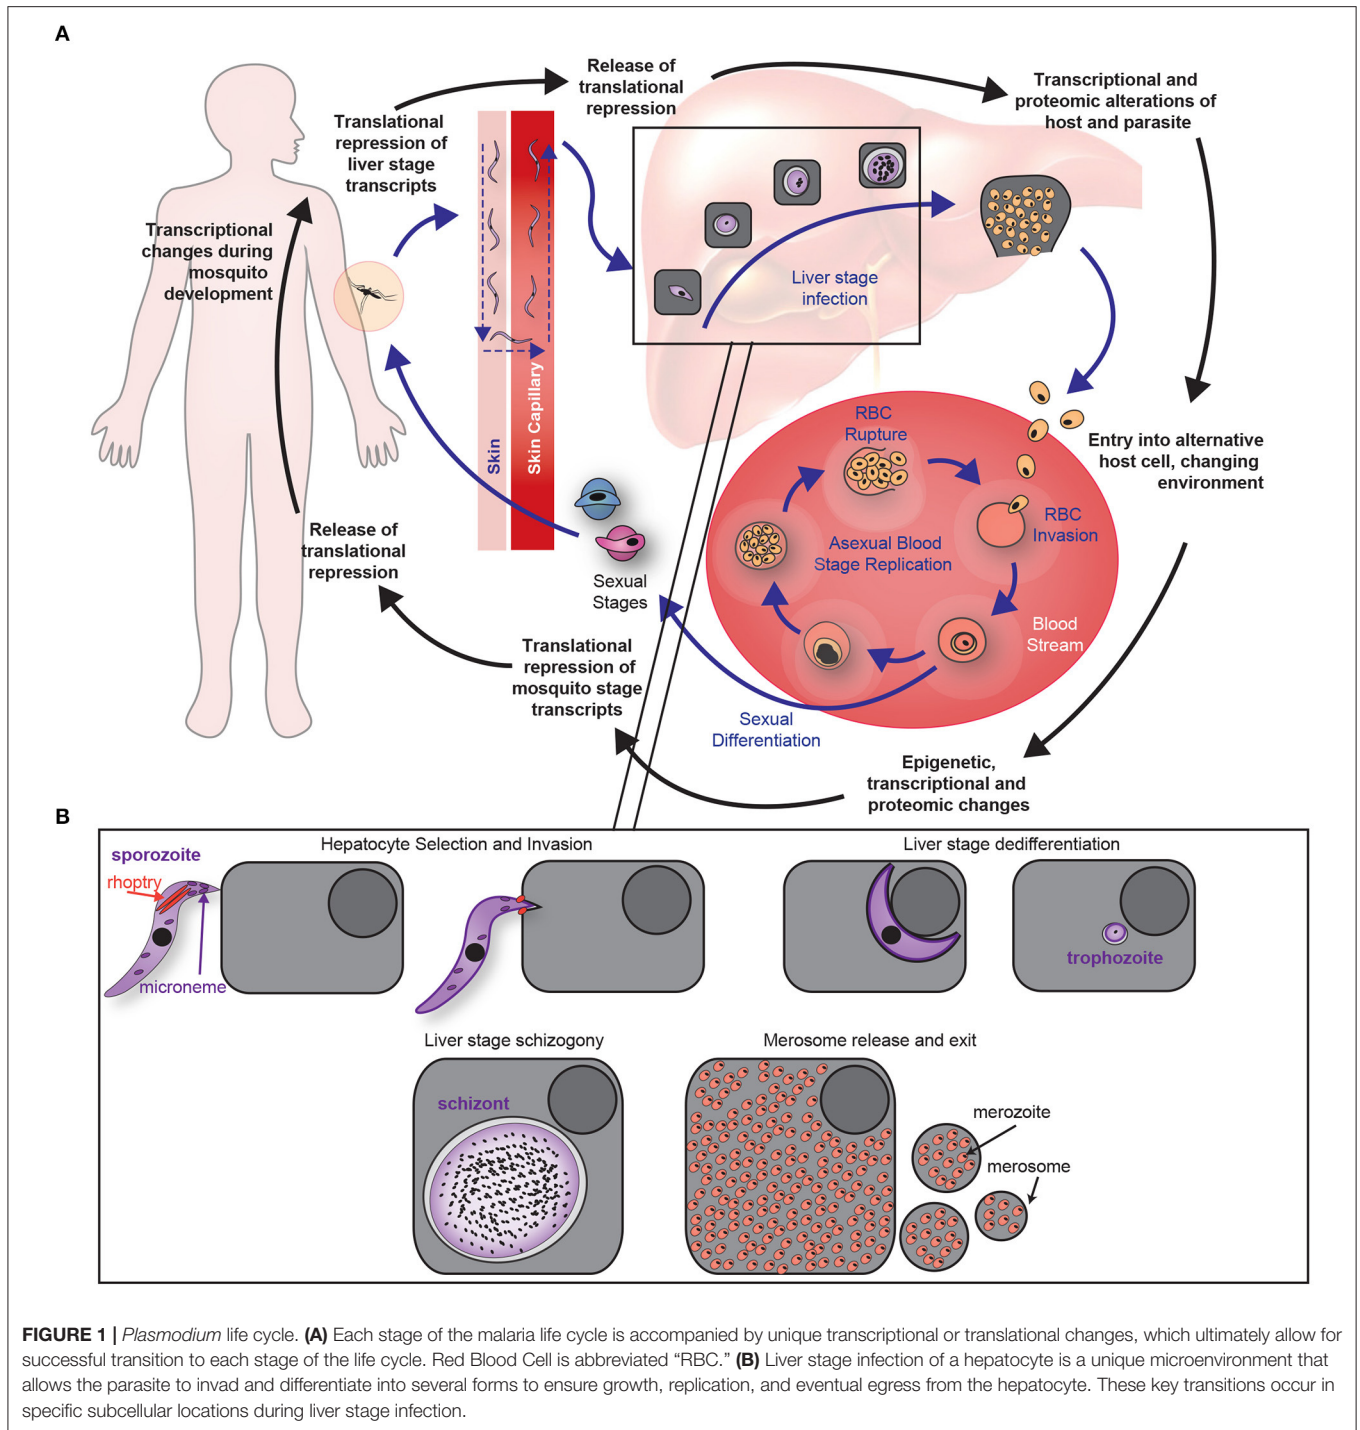 A
Release of
translational
repression
Transcriptional and
proteomic alterations of
host and parasite
Translational
repression of
liver stage
transcripts
Transcriptional
changes during
mosquito
development
Liver stage
infection
Skin
Skin Capillary
RBC
Rupture
Entry into alternative
host cell, changing
environment
RBC
Invasion
Asexual Blood
Stage Replication
Release of
translational
repression
Sexual
Stages
Blood
Stream
Translational
repression of
mosquito stage
transcripts
Sexual
Differentiation
Epigenetic,
transcriptional and
proteomic changes
B
Hepatocyte Selection and Invasion
Liver stage dedifferentiation
sporozoite
rhoptry
microneme
trophozoite
Liver stage schizogony
Merosome release and exit
schizont
merozoite
merosome
FIGURE 1 | Plasmodium life cycle. (A) Each stage of the malaria life cycle is accompanied by unique transcriptional or translational changes, which ultimately allow for
successful transition to each stage of the life cycle. Red Blood Cell is abbreviated “RBC.” (B) Liver stage infection of a hepatocyte is a unique microenvironment that
allows the parasite to invad and differentiate into several forms to ensure growth, replication, and eventual egress from the hepatocyte. These key transitions occur in
specific subcellular locations during liver stage infection.